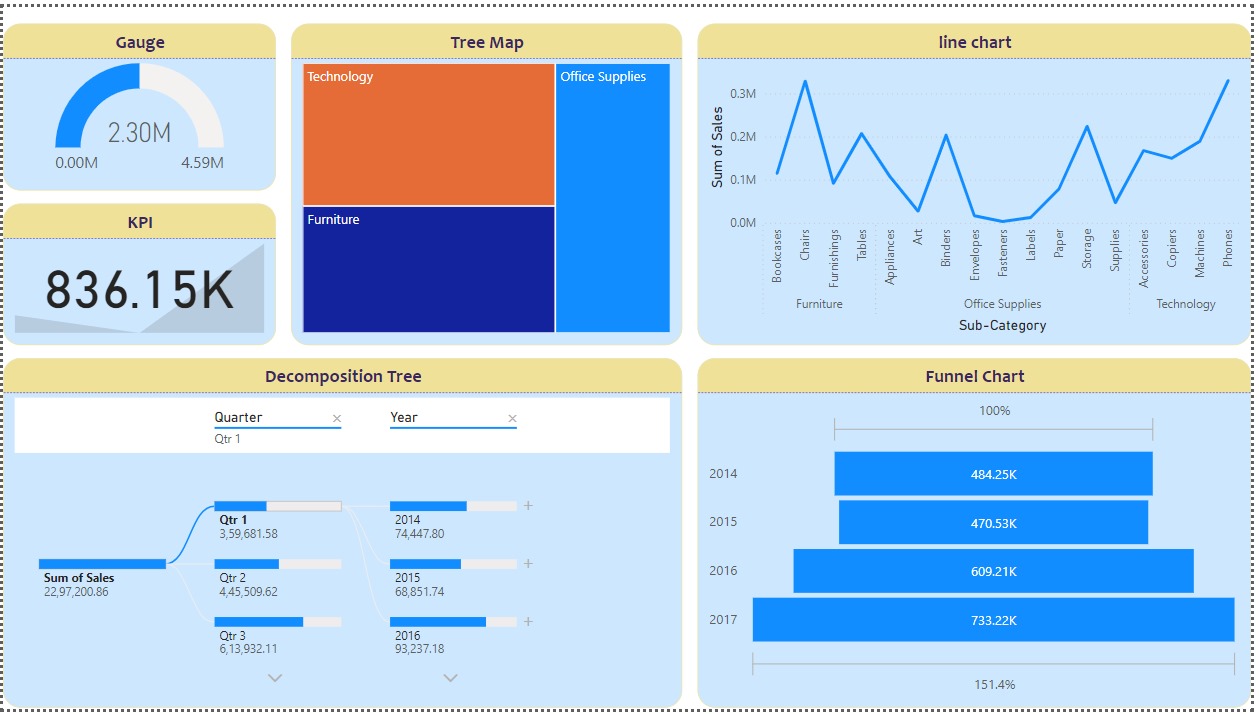 Gauge
2.30M
0.00M
4.59M
KPI
836.15K
Tree Map
Technology
Office Supplies
Furniture
line chart
Sum of Sales
0.3M
0.2M
0.1M
0.0M
Bookcases
Chairs
Furnishings
Tables
Appliances
Art
Binders
Envelopes
Fasteners
Labels
Paper
Storage
Supplies
Accessories
Copiers
Machines
Phones
Furniture
Office Supplies
Technology
Sub-Category
Decomposition Tree
Quarter
Qtr 1
Year
Sum of Sales
22,97,200.86
Qtr 1
3,59,681.58
Qtr 2
4,45,509.62
Qtr 3
6,13,932.11
2014
74,447.80
2015
68,851.74
2016
93,237.18
Funnel Chart
100%
2014
484.25K
2015
470.53K
2016
609.21K
2017
733.22K
151.4%